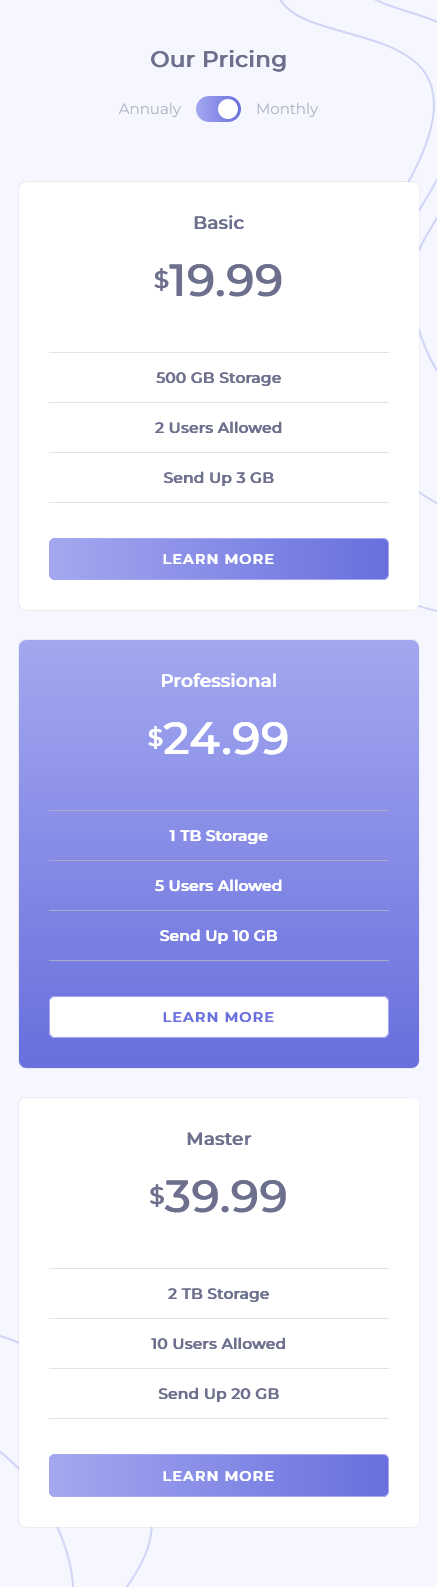 Our Pricing
Annualy Monthly
Basic
$19.99
500 GB Storage
2 Users Allowed
Send Up 3 GB
LEARN MORE
Professional
$24.99
1 TB Storage
5 Users Allowed
Send Up 10 GB
LEARN MORE
Master
$39.99
2 TB Storage
10 Users Allowed
Send Up 20 GB
LEARN MORE